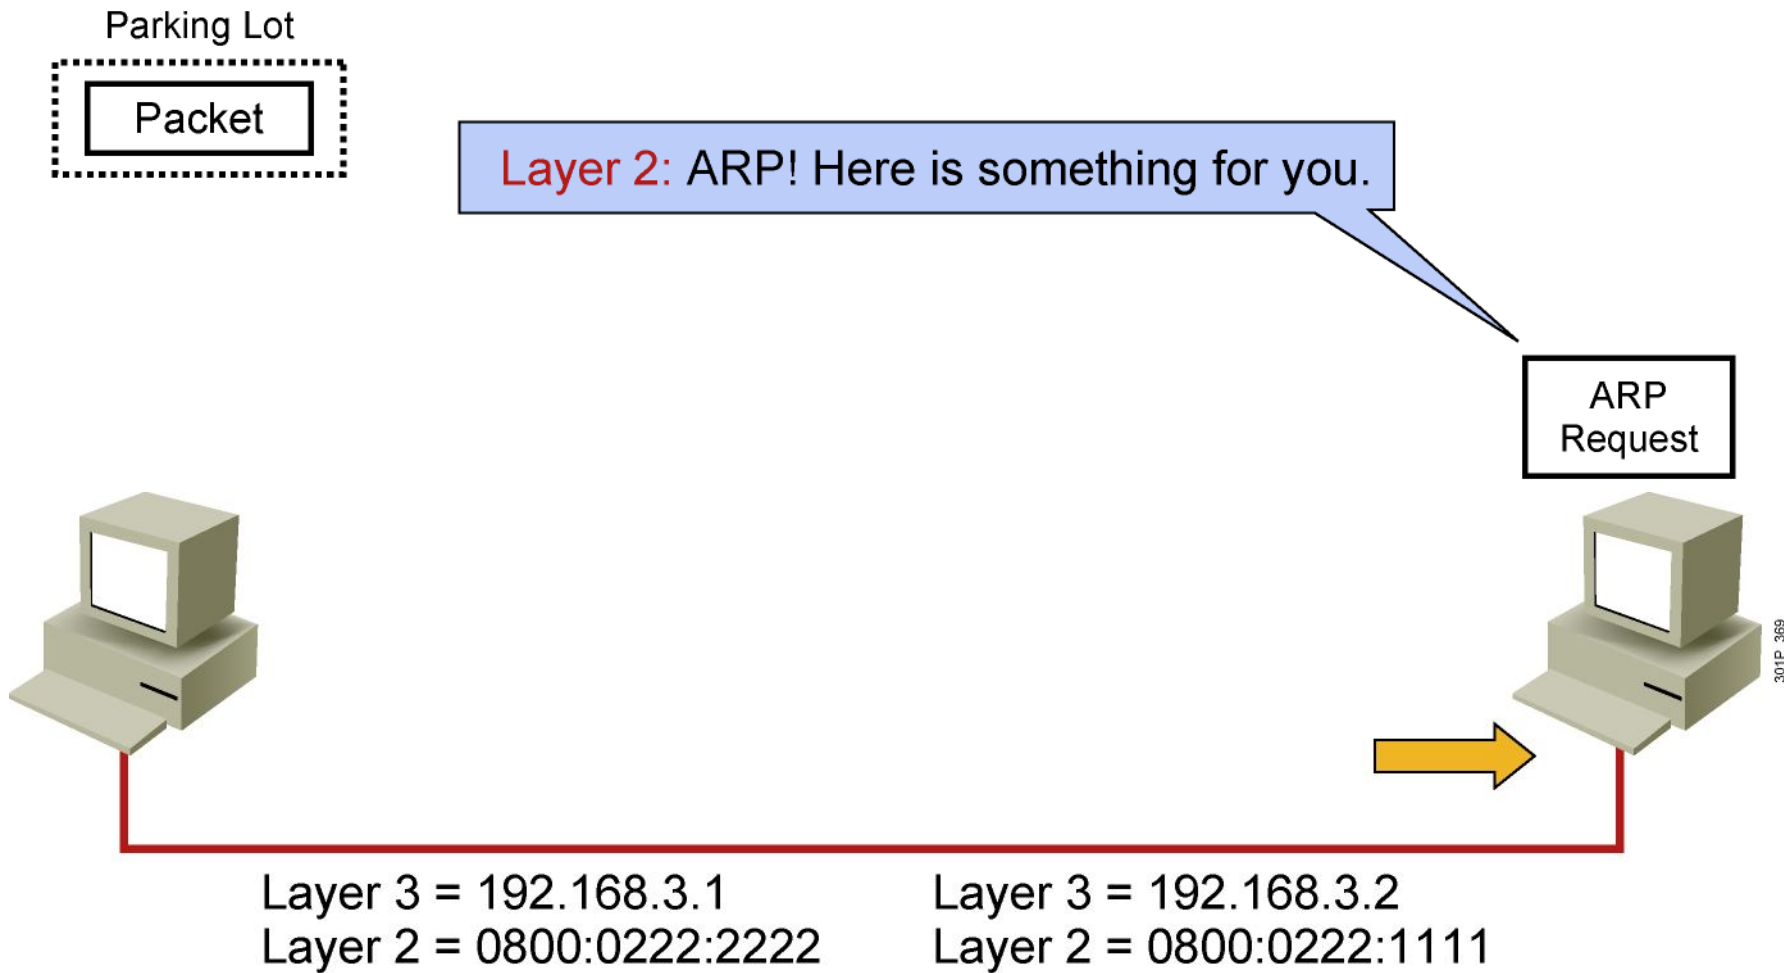 Parking Lot
Packet
Layer 2: ARP! Here is something for you.
ARP
Request
301P_369
Layer 3 = 192.168.3.1
Layer 2 = 0800:0222:2222
Layer 3 = 192.168.3.2
Layer 2 = 0800:0222:1111